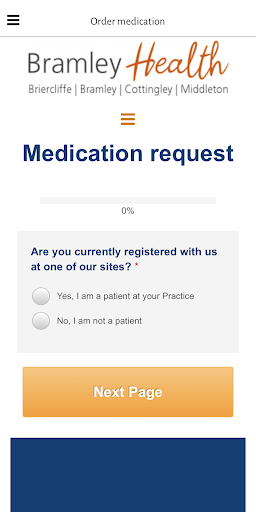 Order medication
Bramley Health
Briercliffe | Bramley | Cottingley | Middleton
Medication request
0%
Are you currently registered with us
at one of our sites? *
Yes, I am a patient at your Practice
No, I am not a patient
Next Page